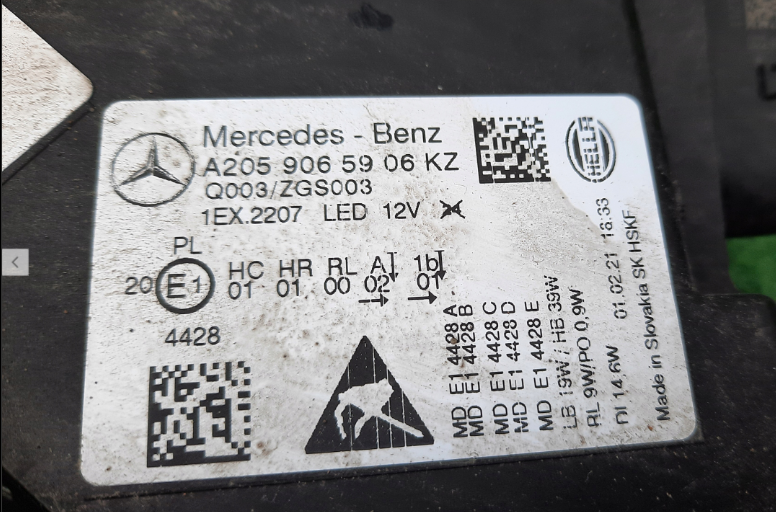 Mercedes - Benz
A205 906 59 06 KZ
Q003/ZGS003
1EX.2207 LED 12V
HELLA
PL
20 E1 HC HR RL A 1b
01 01 00 02 01
4428
MD E1 4428 A
MD E1 4428 B
MD E1 4428 C
MD E1 4428 D
MD E1 4428 E
LB 19W / HB 39W
RL 9W/PO 0,9W
DI 14,6W 01.02.21 16:33
Made in Slovakia SK HSKF